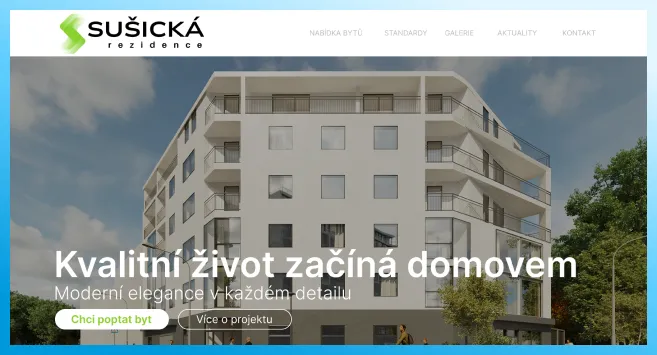 SUŠICKÁ
rezidence
NABÍDKA BYTŮ STANDARDY GALERIE AKTUALITY KONTAKT
Kvalitní život začíná domovem
Moderní elegance v každém detailu
Chci poptat byt Více o projektu